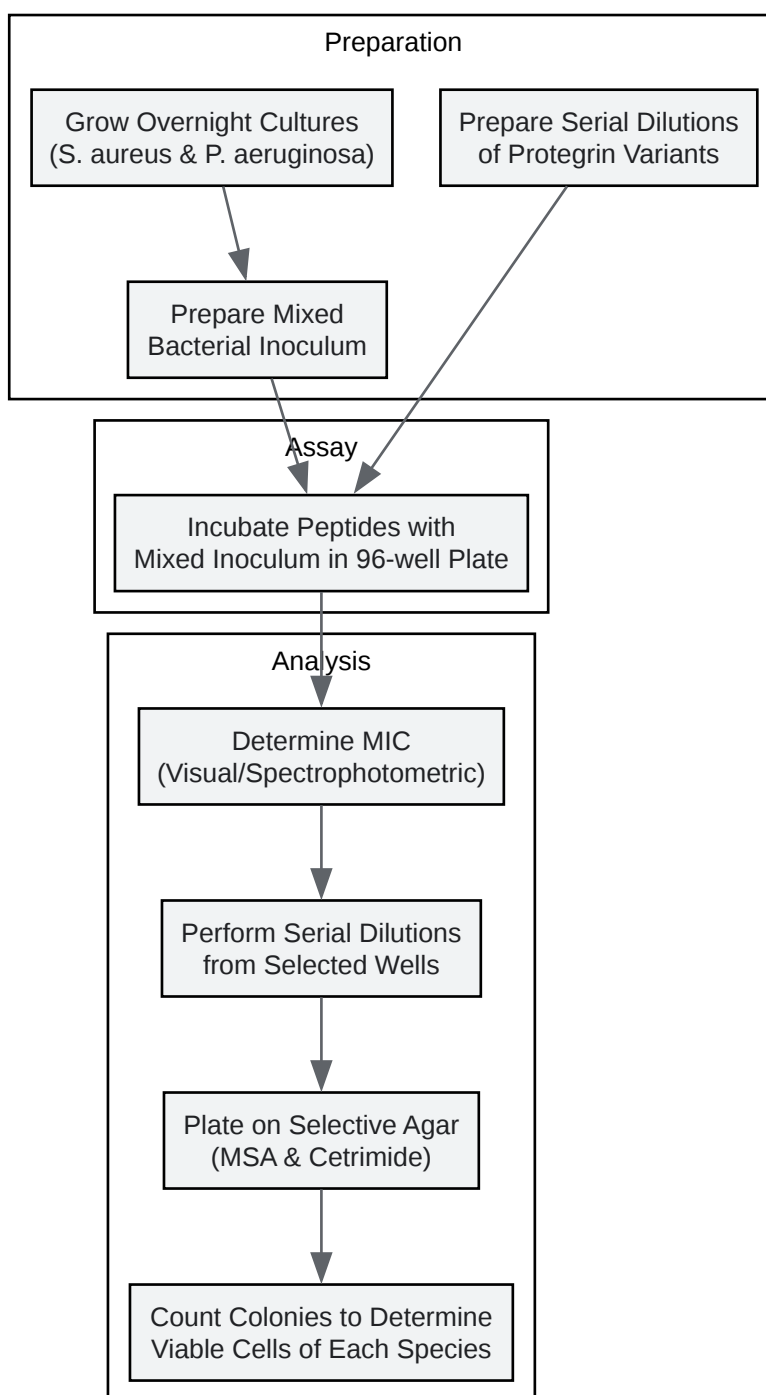 Preparation
Grow Overnight Cultures
(S. aureus & P. aeruginosa)
Prepare Serial Dilutions
of Protegrin Variants
Prepare Mixed
Bacterial Inoculum
Assay
Incubate Peptides with
Mixed Inoculum in 96-well Plate
Analysis
Determine MIC
(Visual/Spectrophotometric)
Perform Serial Dilutions
from Selected Wells
Plate on Selective Agar
(MSA & Cetrimide)
Count Colonies to Determine
Viable Cells of Each Species